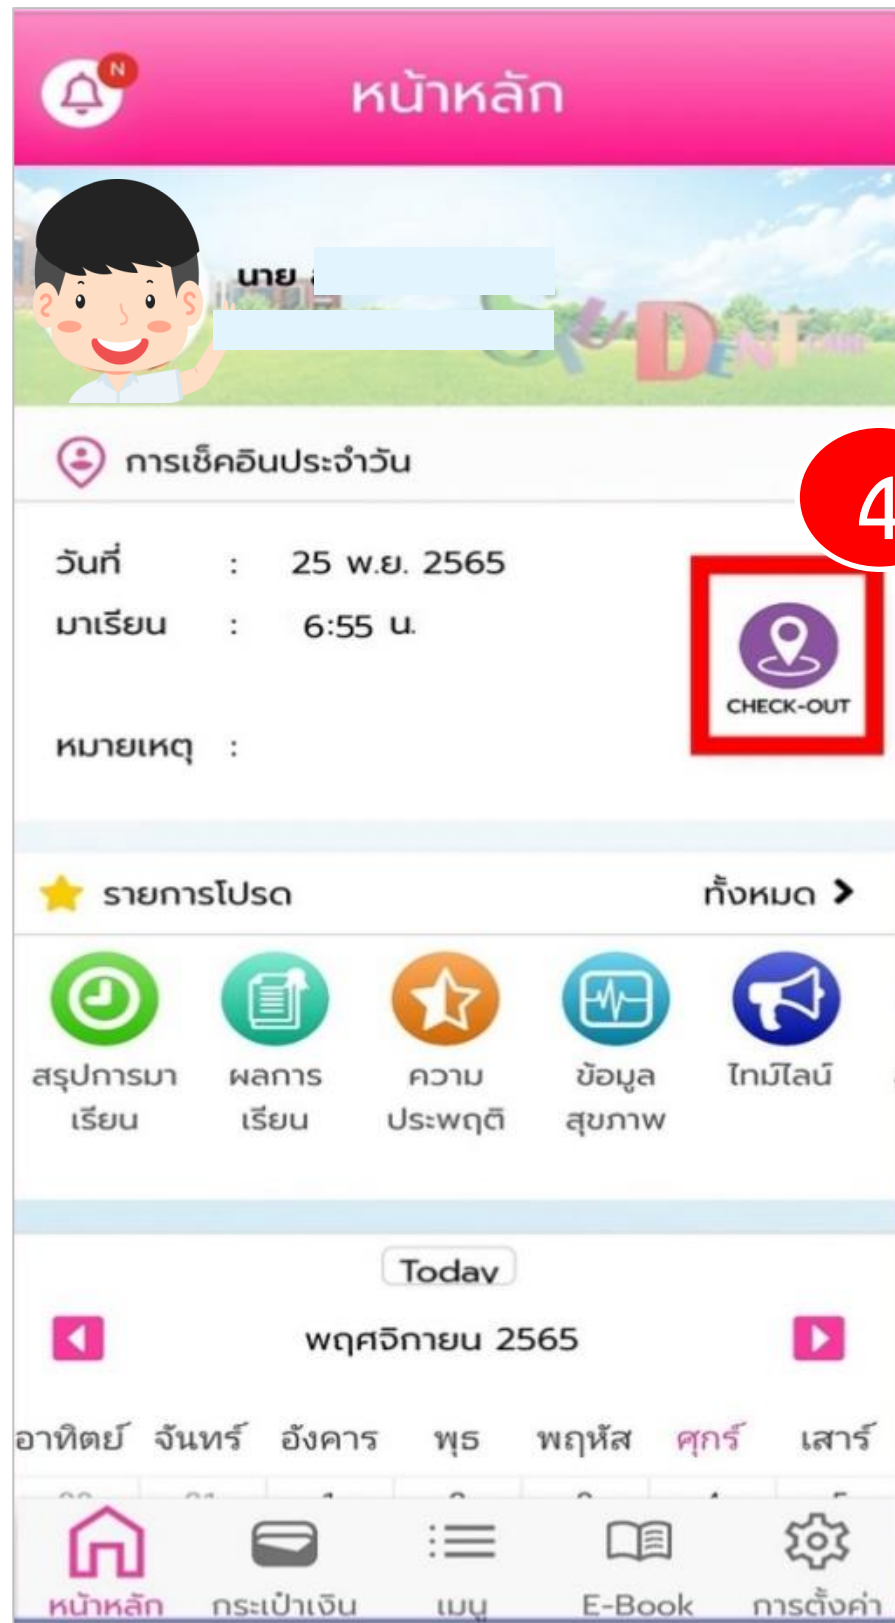 N
หน้าหลัก
นาย
STUDENT CARE
การเช็คอินประจำวัน
4
วันที่ : 25 พ.ย. 2565
มาเรียน : 6:55 น.
CHECK-OUT
หมายเหตุ :
รายการโปรด ทั้งหมด
สรุปการมา ผลการ ความ ข้อมูล ไทม์ไลน์
เรียน เรียน ประพฤติ สุขภาพ
Today
พฤศจิกายน 2565
อาทิตย์ จันทร์ อังคาร พุธ พฤหัส ศุกร์ เสาร์
หน้าหลัก กระเป๋าเงิน เมนู E-Book การตั้งค่า